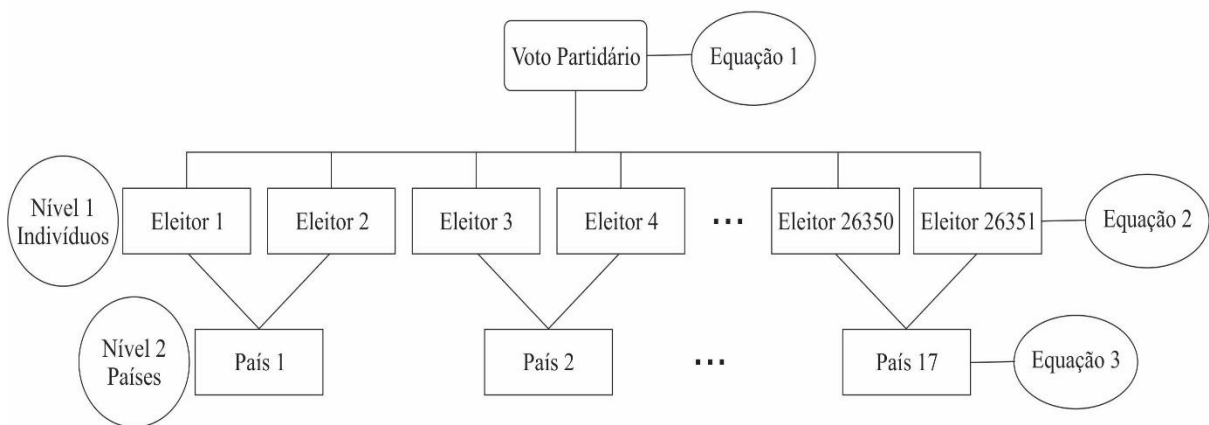 Voto Partidário
Equação 1
Nível 1
Indivíduos
Eleitor 1
Eleitor 2
Eleitor 3
Eleitor 4
...
Eleitor 26350
Eleitor 26351
Equação 2
Nível 2
Países
País 1
País 2
...
País 17
Equação 3